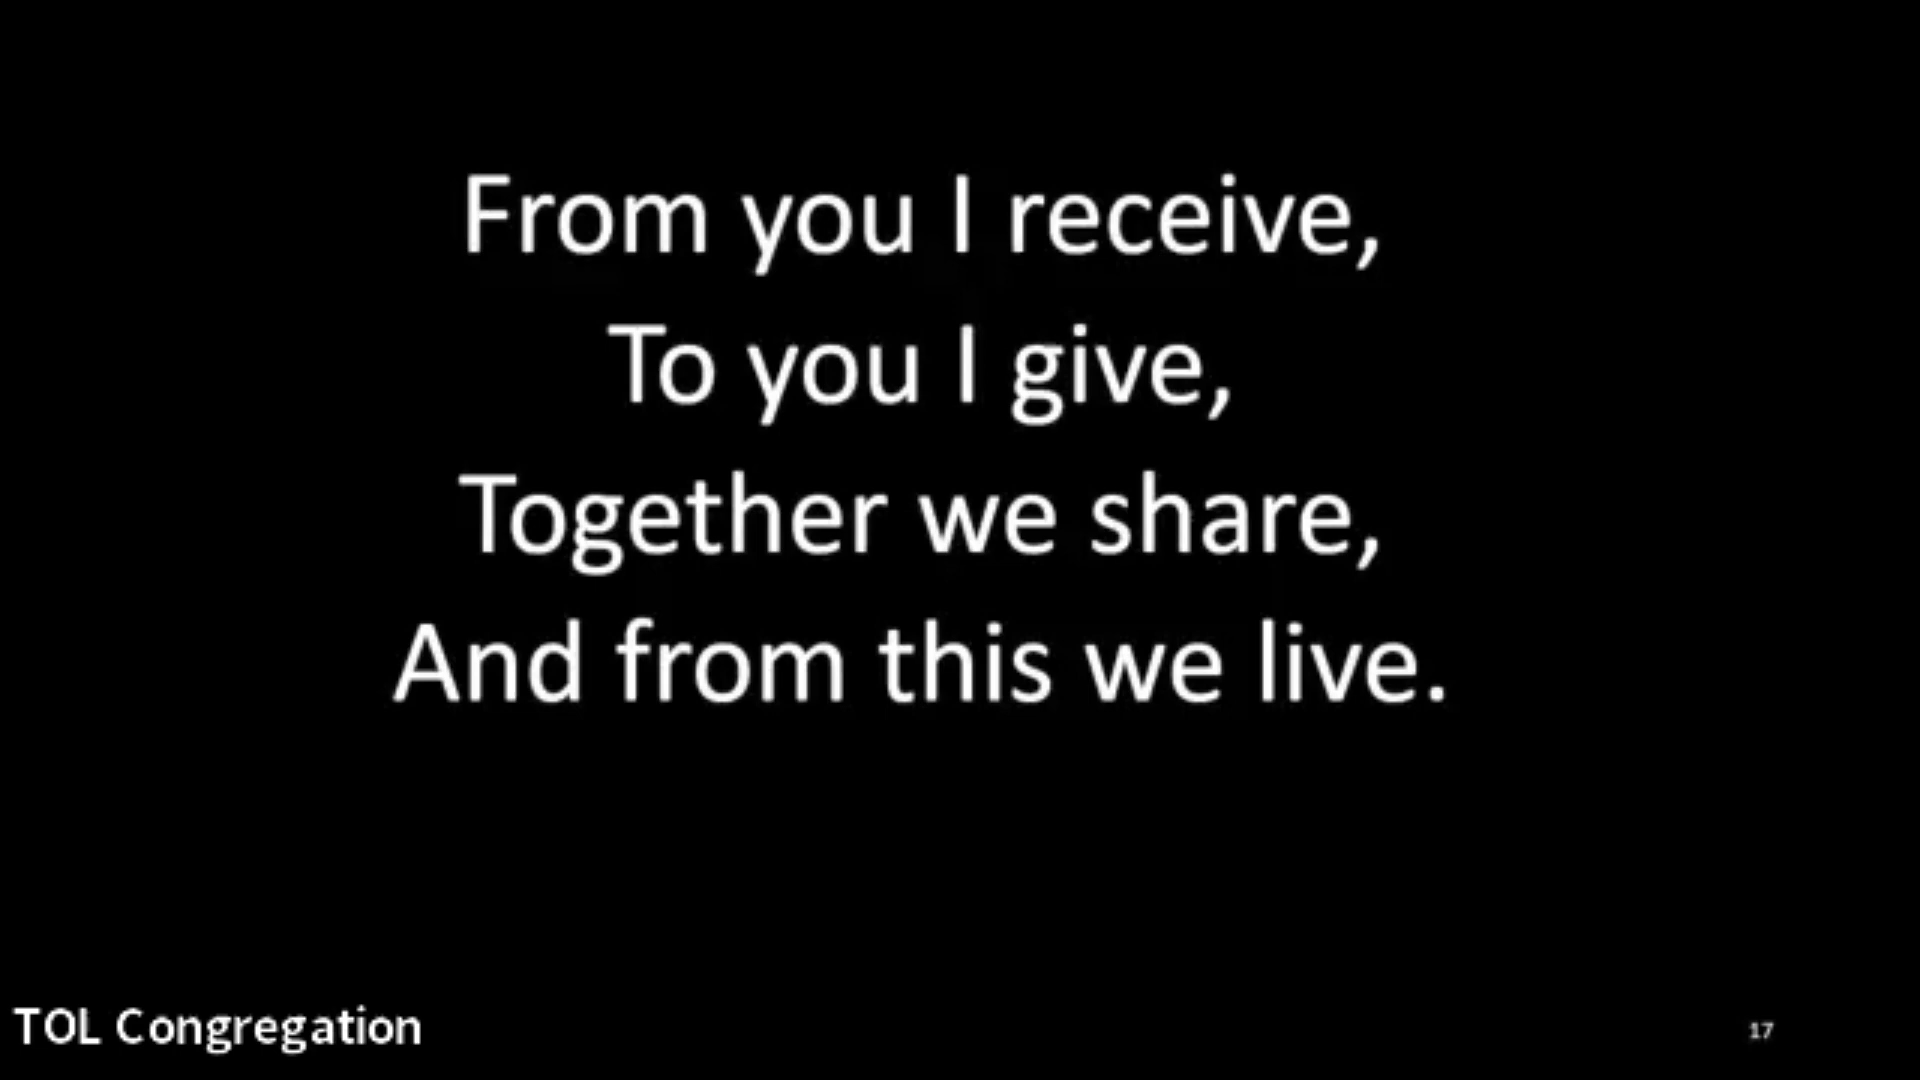 From you I receive,
To you I give,
Together we share,
And from this we live.
TOL Congregation
17